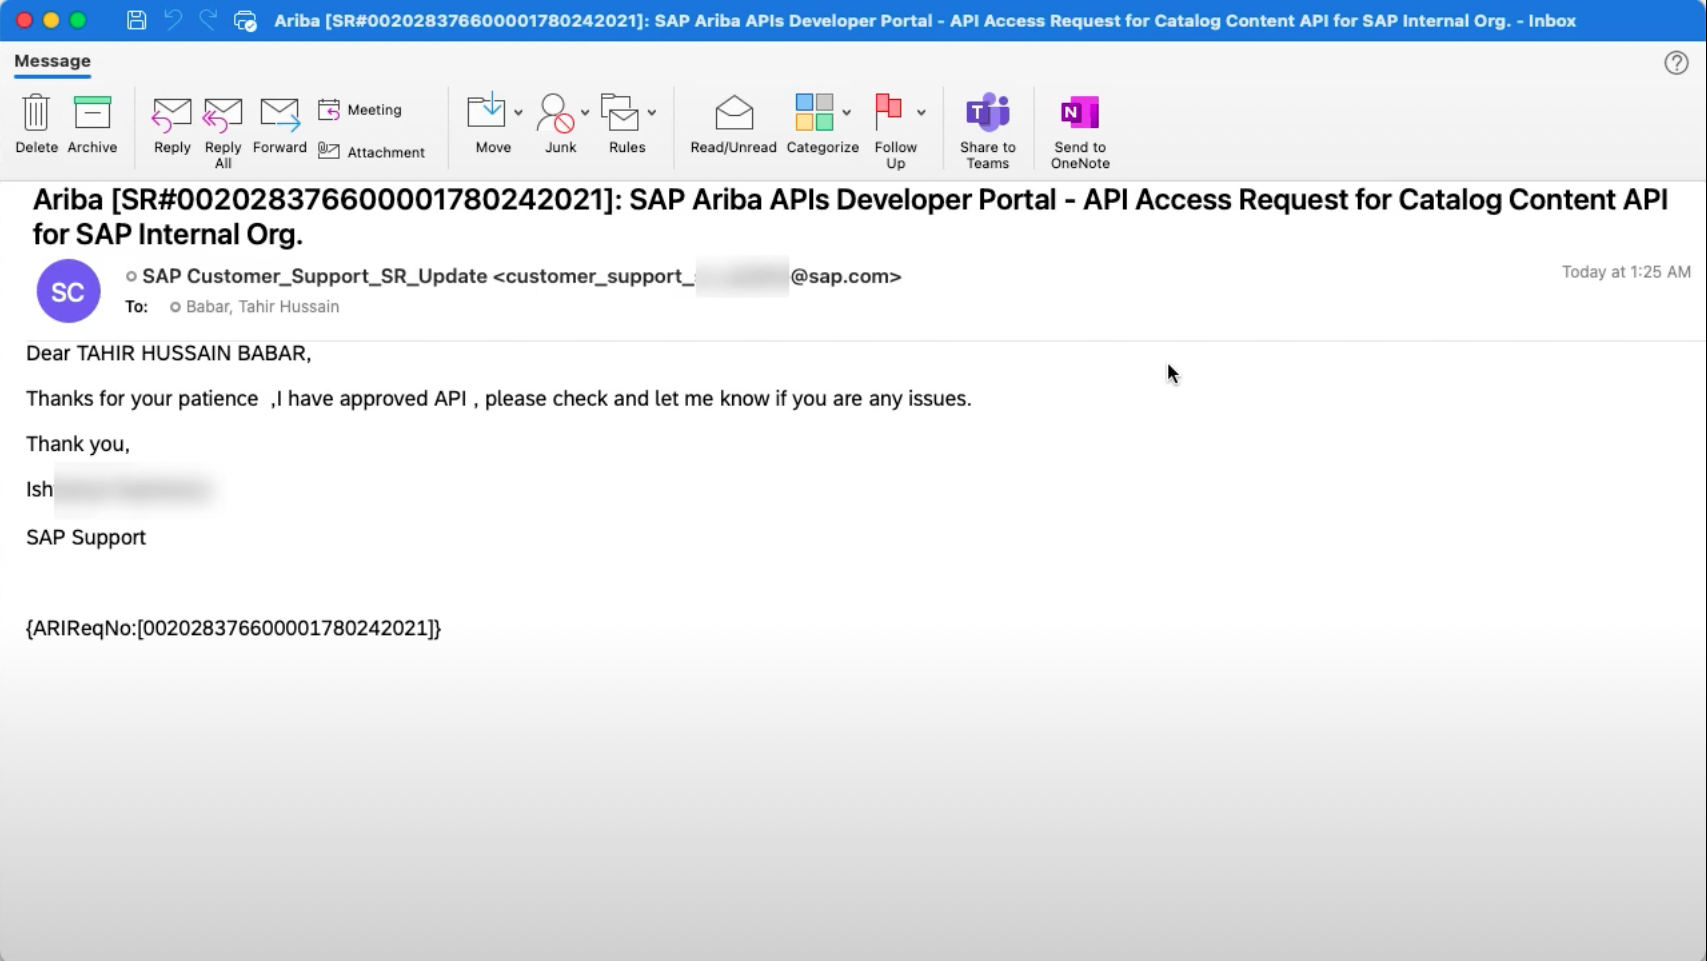 Ariba [SR#002028376600001780242021]: SAP Ariba APIs Developer Portal - API Access Request for Catalog Content API for SAP Internal Org. - Inbox
Message
Delete
Archive
Reply
Reply All
Forward
Meeting
Attachment
Move
Junk
Rules
Read/Unread
Categorize
Follow Up
Share to Teams
Send to OneNote
Ariba [SR#002028376600001780242021]: SAP Ariba APIs Developer Portal - API Access Request for Catalog Content API
for SAP Internal Org.
SC
SAP Customer_Support_SR_Update <customer_support_ @sap.com>
Today at 1:25 AM
To: Babar, Tahir Hussain
Dear TAHIR HUSSAIN BABAR,
Thanks for your patience ,I have approved API , please check and let me know if you are any issues.
Thank you,
Ish
SAP Support
{ARIReqNo:[002028376600001780242021]}